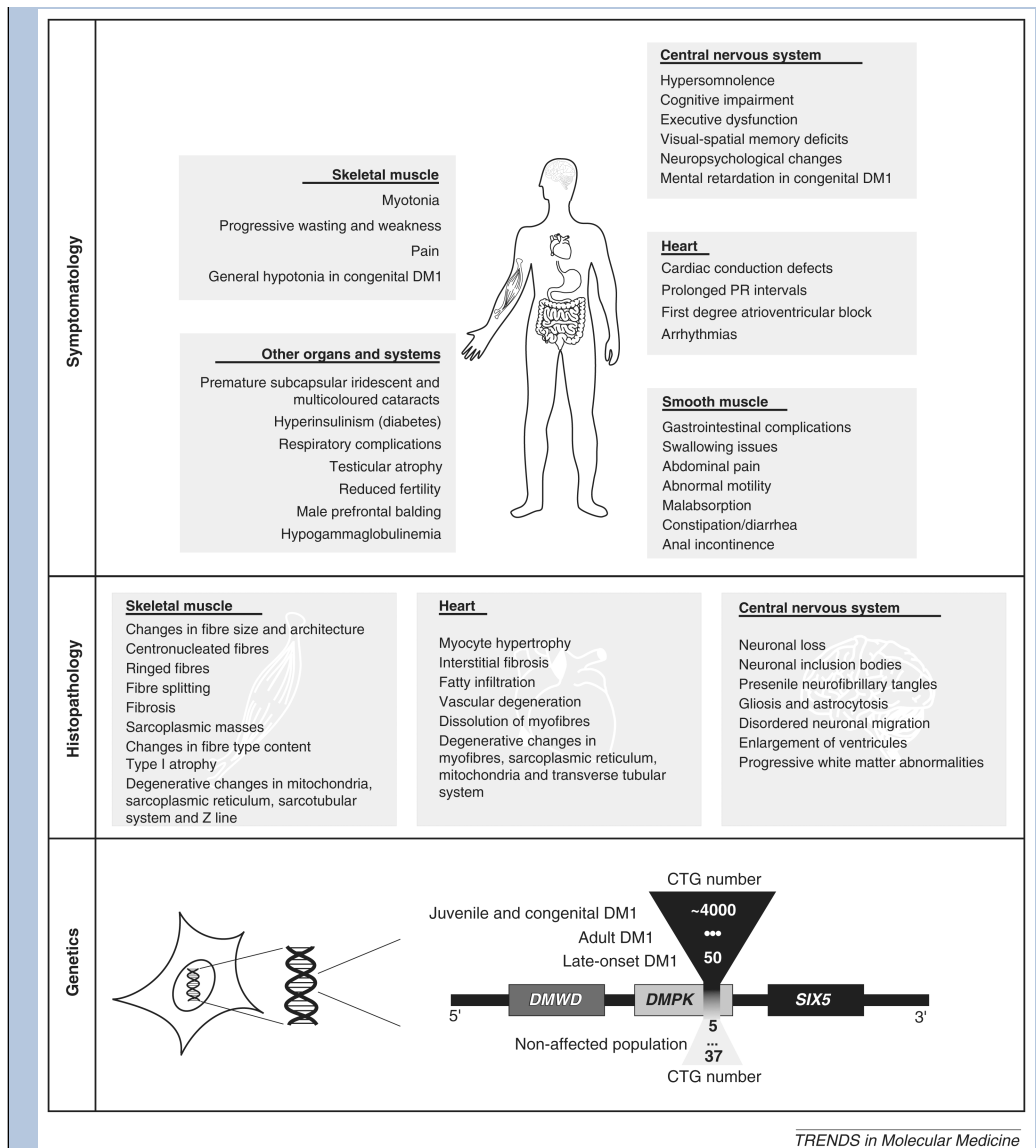 Symptomatology
Central nervous system
Hypersomnolence
Cognitive impairment
Executive dysfunction
Visual-spatial memory deficits
Neuropsychological changes
Mental retardation in congenital DM1
Skeletal muscle
Myotonia
Progressive wasting and weakness
Pain
General hypotonia in congenital DM1
Heart
Cardiac conduction defects
Prolonged PR intervals
First degree atrioventricular block
Arrhythmias
Other organs and systems
Premature subcapsular iridescent and
multicoloured cataracts
Hyperinsulinism (diabetes)
Respiratory complications
Testicular atrophy
Reduced fertility
Male prefrontal balding
Hypogammaglobulinemia
Smooth muscle
Gastrointestinal complications
Swallowing issues
Abdominal pain
Abnormal motility
Malabsorption
Constipation/diarrhea
Anal incontinence
Histopathology
Skeletal muscle
Changes in fibre size and architecture
Centronucleated fibres
Ringed fibres
Fibre splitting
Fibrosis
Sarcoplasmic masses
Changes in fibre type content
Type I atrophy
Degenerative changes in mitochondria,
sarcoplasmic reticulum, sarcotubular
system and Z line
Heart
Myocyte hypertrophy
Interstitial fibrosis
Fatty infiltration
Vascular degeneration
Dissolution of myofibres
Degenerative changes in
myofibres, sarcoplasmic reticulum,
mitochondria and transverse tubular
system
Central nervous system
Neuronal loss
Neuronal inclusion bodies
Presenile neurofibrillary tangles
Gliosis and astrocytosis
Disordered neuronal migration
Enlargement of ventricules
Progressive white matter abnormalities
Genetics
CTG number
Juvenile and congenital DM1 ~4000
Adult DM1 •••
Late-onset DM1 50
DMWD DMPK SIX5
5' 3'
5
Non-affected population ...
37
CTG number
TRENDS in Molecular Medicine